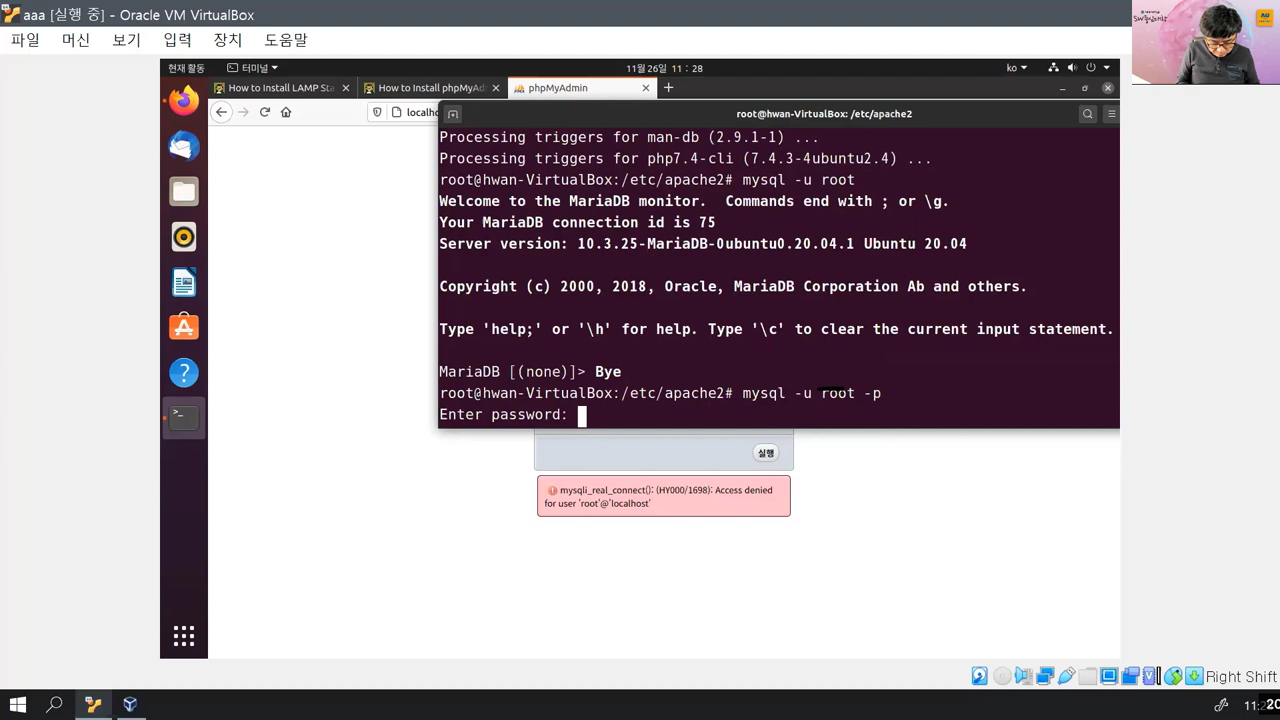 aaa [실행 중] - Oracle VM VirtualBox
파일 머신 보기 입력 장치 도움말
현재 활동 터미널 11월 26일 11 : 28 ko
How to Install LAMP Sta How to Install phpMyAd phpMyAdmin
localho
root@hwan-VirtualBox: /etc/apache2
Processing triggers for man-db (2.9.1-1) ...
Processing triggers for php7.4-cli (7.4.3-4ubuntu2.4) ...
root@hwan-VirtualBox:/etc/apache2# mysql -u root
Welcome to the MariaDB monitor.  Commands end with ; or \g.
Your MariaDB connection id is 75
Server version: 10.3.25-MariaDB-0ubuntu0.20.04.1 Ubuntu 20.04
Copyright (c) 2000, 2018, Oracle, MariaDB Corporation Ab and others.
Type 'help;' or '\h' for help. Type '\c' to clear the current input statement.
MariaDB [(none)]> Bye
root@hwan-VirtualBox:/etc/apache2# mysql -u root -p
Enter password:
실행
mysqli_real_connect(): (HY000/1698): Access denied
for user 'root'@'localhost'
Right Shift